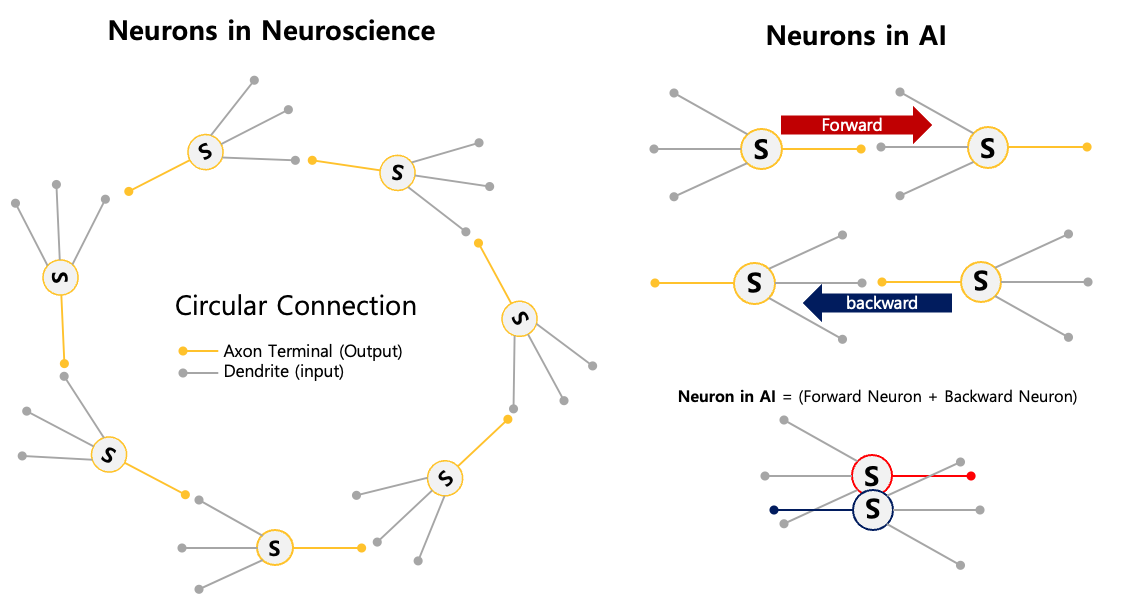 Neurons in Neuroscience
Neurons in AI
S
S
S
S
S
S
S
Circular Connection
Axon Terminal (Output)
Dendrite (input)
Forward
S
S
S
S
backward
Neuron in AI = (Forward Neuron + Backward Neuron)
S
S